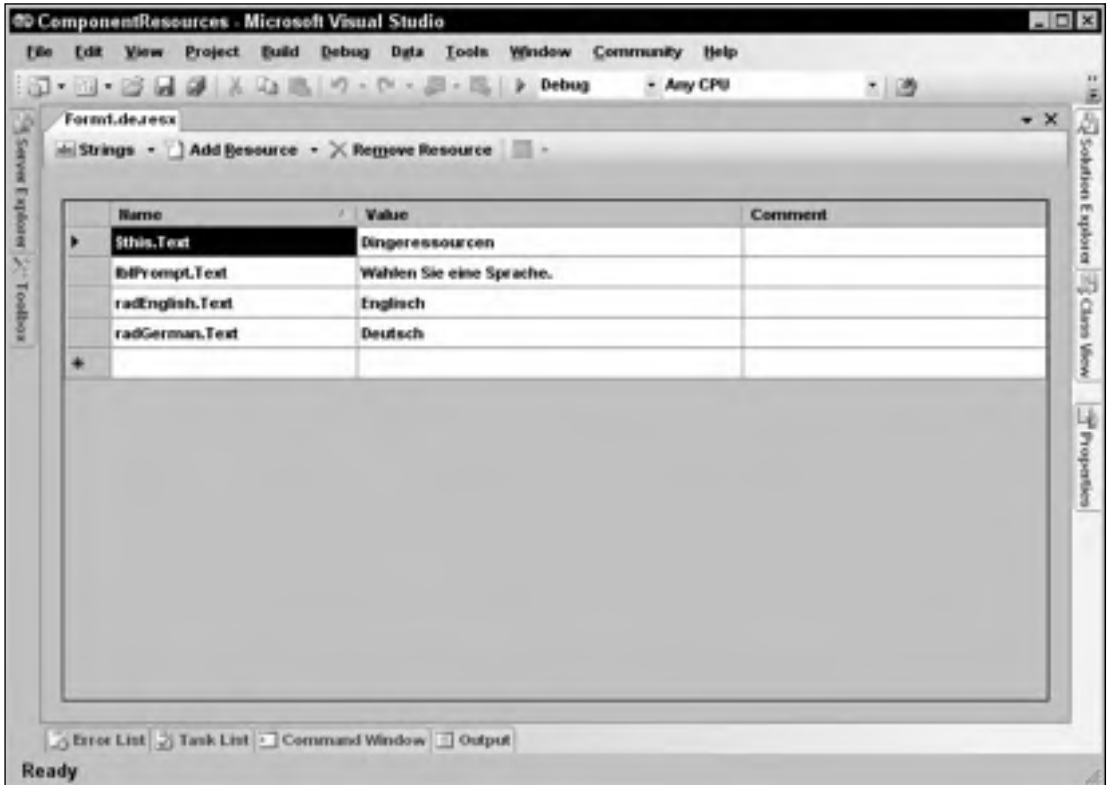 ComponentResources - Microsoft Visual Studio
File Edit View Project Build Debug Data Tools Window Community Help
Debug Any CPU
Form1.de.resx
Strings Add Resource Remove Resource
Name Value Comment
$this.Text Dingeressourcen
lblPrompt.Text Wahlen Sie eine Sprache.
radEnglish.Text Englisch
radGerman.Text Deutsch
Server Explorer
Toolbox
Solution Explorer
Class View
Properties
Error List Task List Command Window Output
Ready